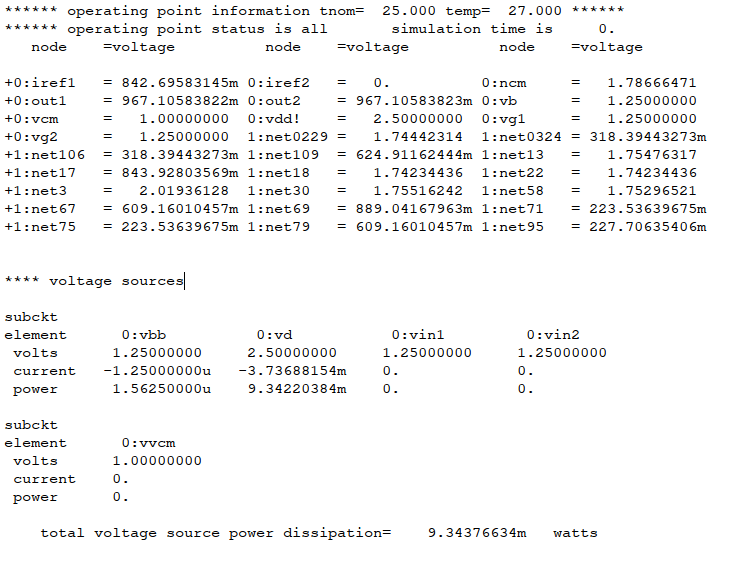 ****** operating point information tnom=  25.000 temp=  27.000 ******
****** operating point status is all       simulation time is     0.
   node    =voltage          node    =voltage          node    =voltage
+0:iref1   = 842.69583145m 0:iref2   =   0.          0:ncm     =   1.78666471
+0:out1    = 967.10583822m 0:out2    = 967.10583823m 0:vb      =   1.25000000
+0:vcm     =   1.00000000  0:vdd!    =   2.50000000  0:vg1     =   1.25000000
+0:vg2     =   1.25000000  1:net0229 =   1.74442314  1:net0324 = 318.39443273m
+1:net106  = 318.39443273m 1:net109  = 624.91162444m 1:net13   =   1.75476317
+1:net17   = 843.92803569m 1:net18   =   1.74234436  1:net22   =   1.74234436
+1:net3    =   2.01936128  1:net30   =   1.75516242  1:net58   =   1.75296521
+1:net67   = 609.16010457m 1:net69   = 889.04167963m 1:net71   = 223.53639675m
+1:net75   = 223.53639675m 1:net79   = 609.16010457m 1:net95   = 227.70635406m
**** voltage sources
subckt
element      0:vbb          0:vd           0:vin1         0:vin2
 volts      1.25000000     2.50000000     1.25000000     1.25000000
 current   -1.25000000u   -3.73688154m    0.             0.
 power      1.56250000u    9.34220384m    0.             0.
subckt
element      0:vvcm
 volts      1.00000000
 current    0.
 power      0.
    total voltage source power dissipation=    9.34376634m   watts